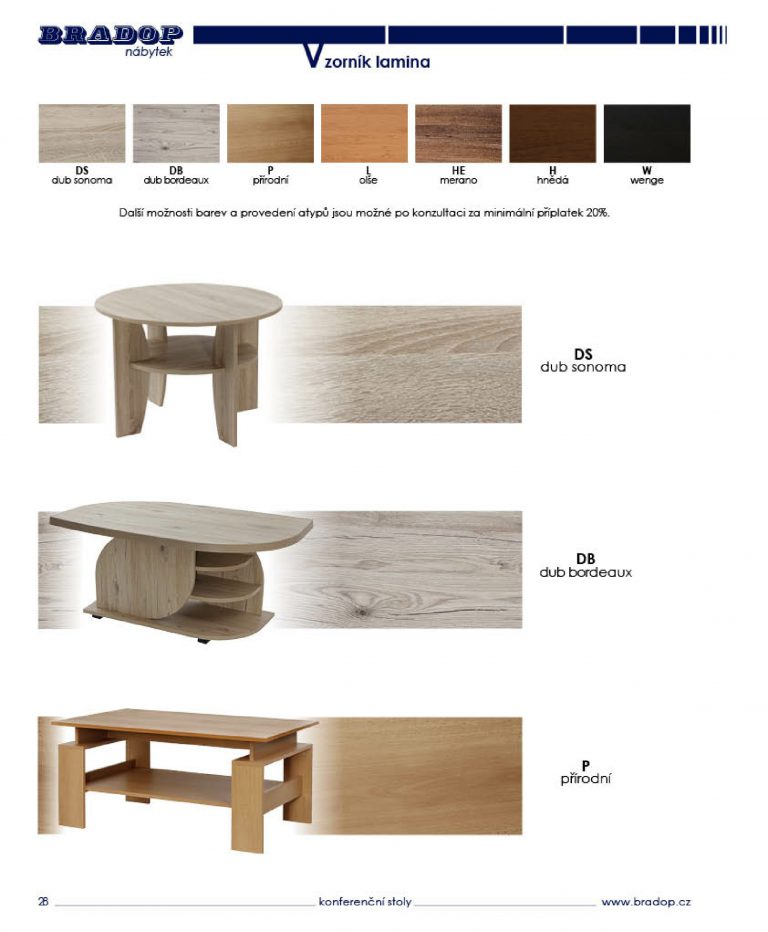 BRADOP
nábytek
Vzorník lamina
DS
dub sonoma
DB
dub bordeaux
P
přírodní
L
olše
HE
merano
H
hnědá
W
wenge
Další možnosti barev a provedení atypů jsou možné po konzultaci za minimální příplatek 20%.
DS
dub sonoma
DB
dub bordeaux
P
přírodní
28 konferenční stoly www.bradop.cz